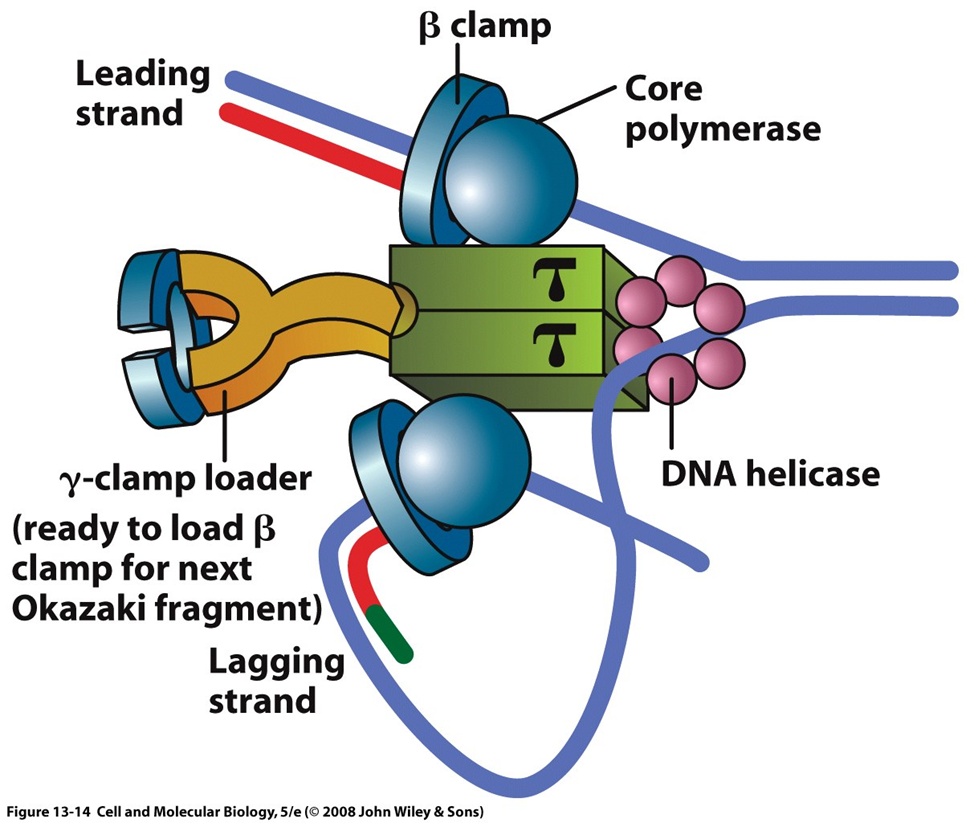 β clamp
Leading
strand
Core
polymerase
τ
τ
DNA helicase
γ-clamp loader
(ready to load β
clamp for next
Okazaki fragment)
Lagging
strand
Figure 13-14 Cell and Molecular Biology, 5/e (© 2008 John Wiley & Sons)